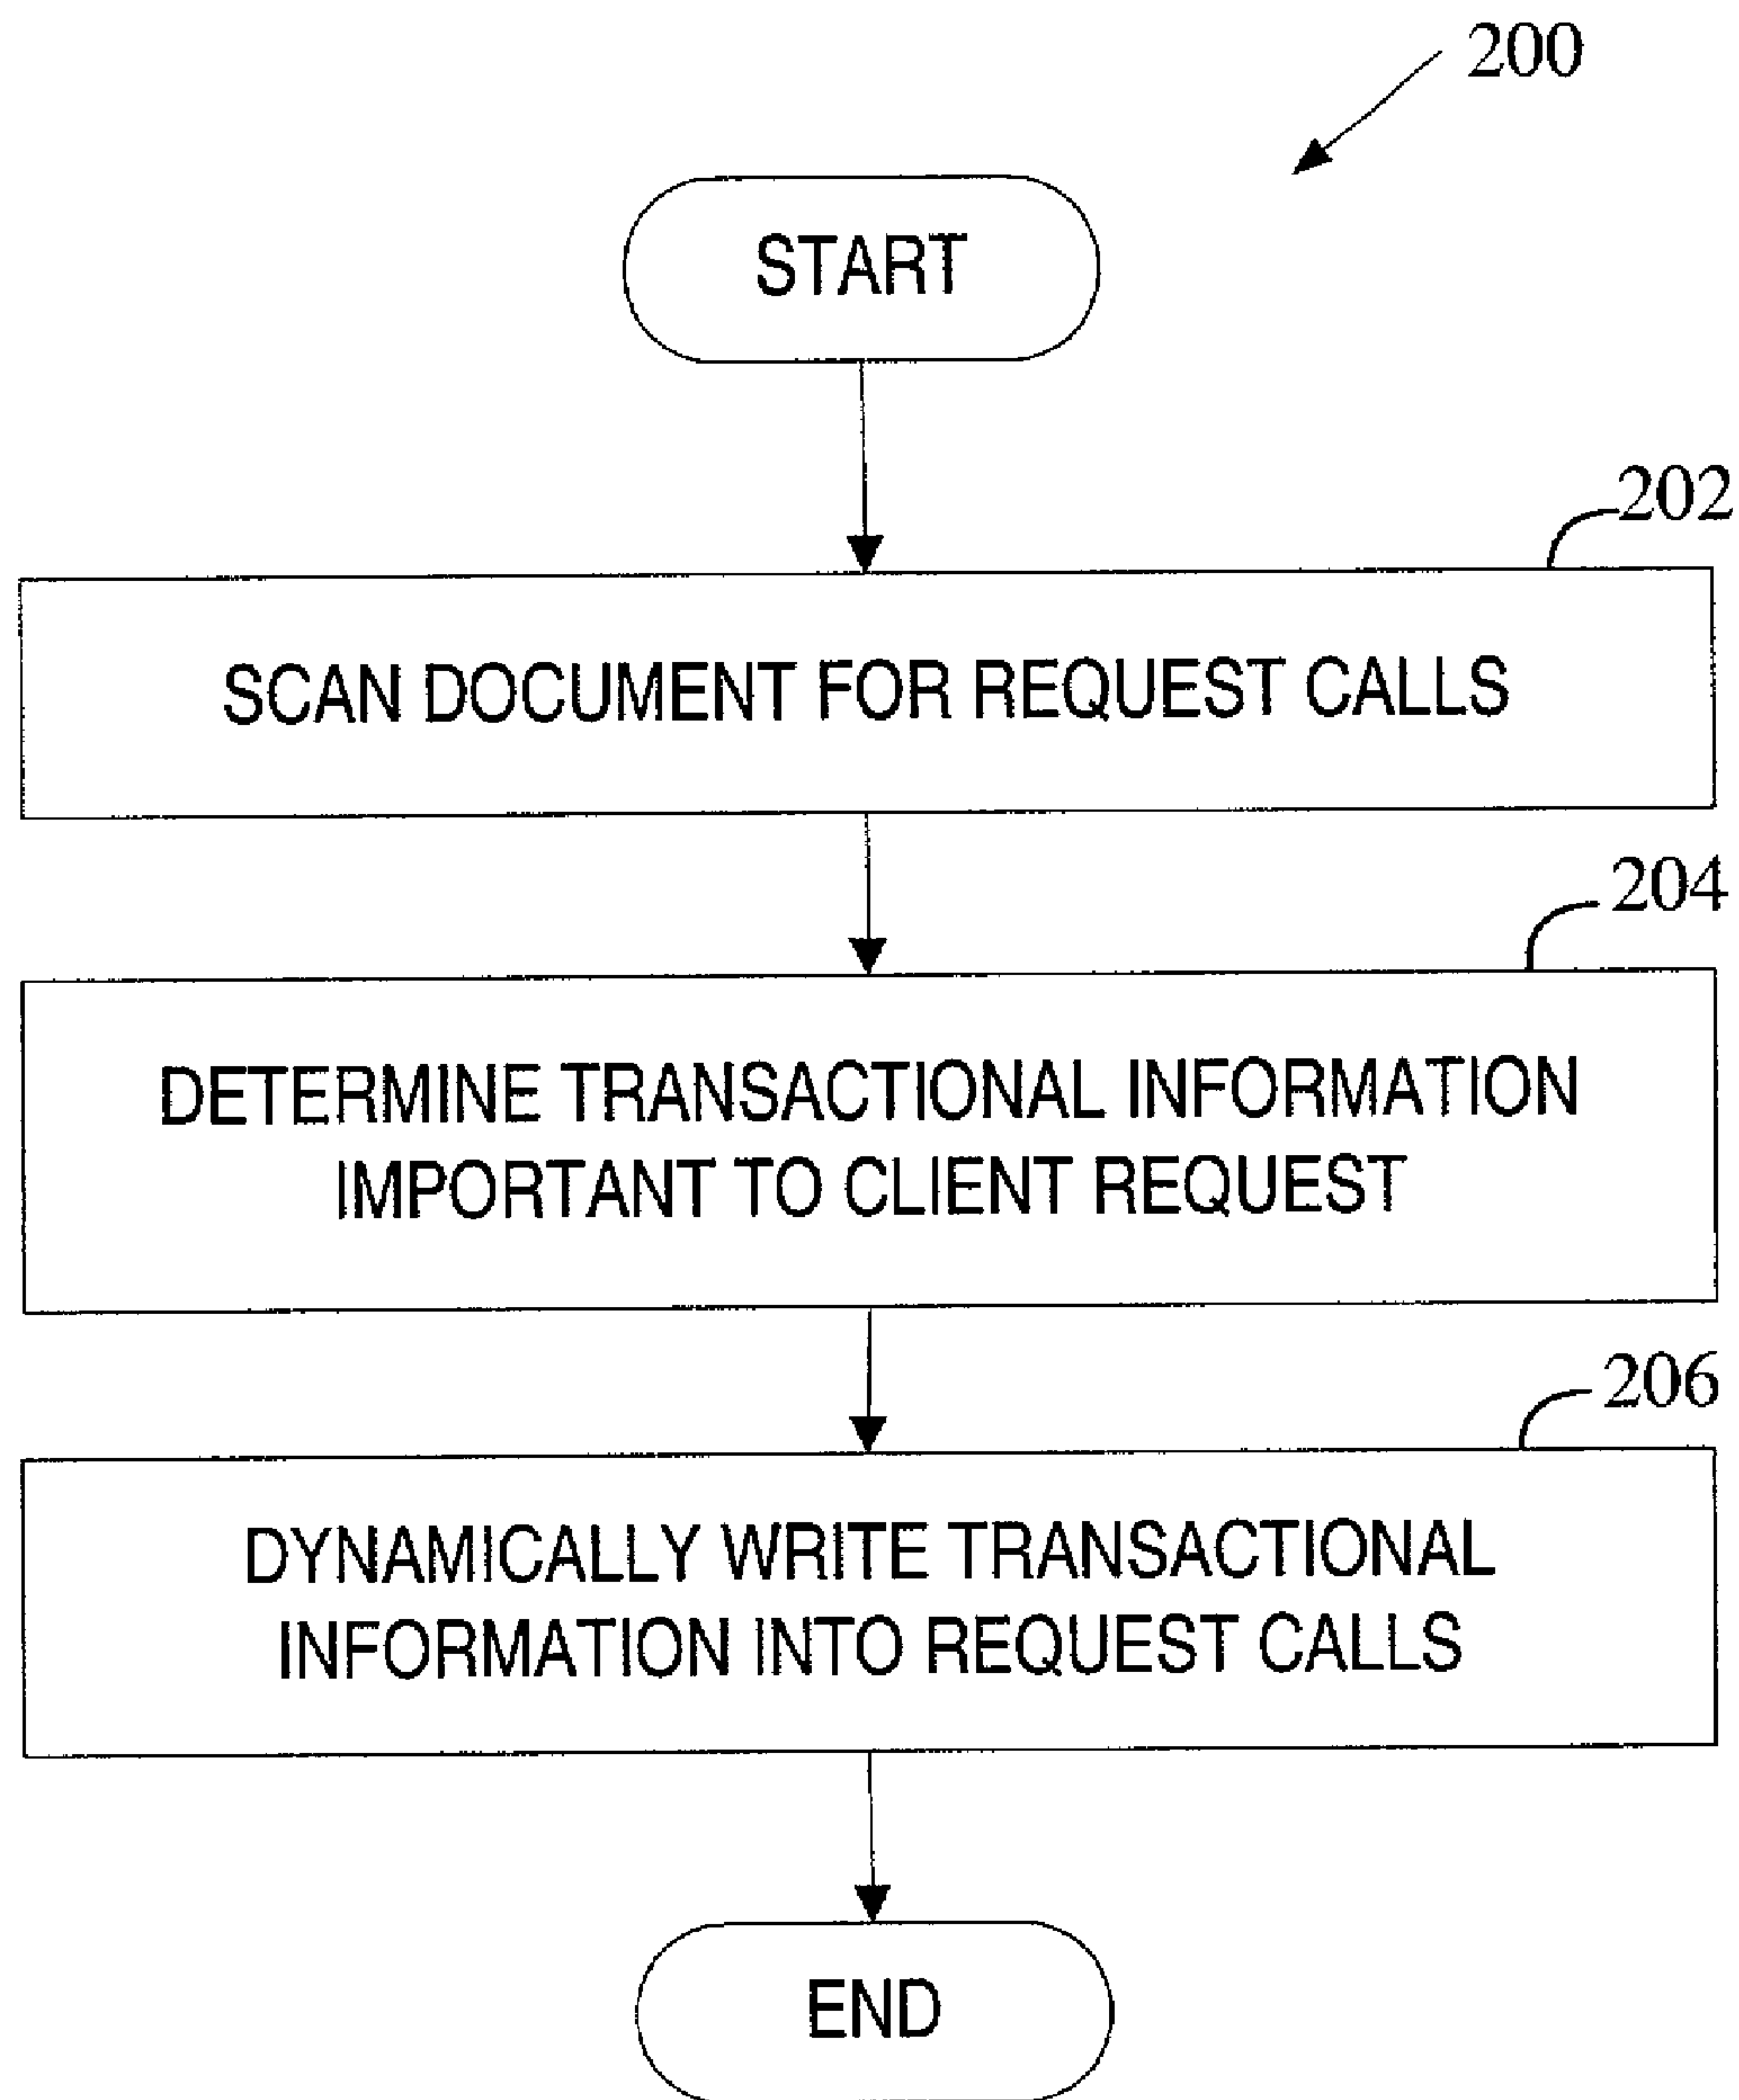 200
START
202
SCAN DOCUMENT FOR REQUEST CALLS
204
DETERMINE TRANSACTIONAL INFORMATION
IMPORTANT TO CLIENT REQUEST
206
DYNAMICALLY WRITE TRANSACTIONAL
INFORMATION INTO REQUEST CALLS
END